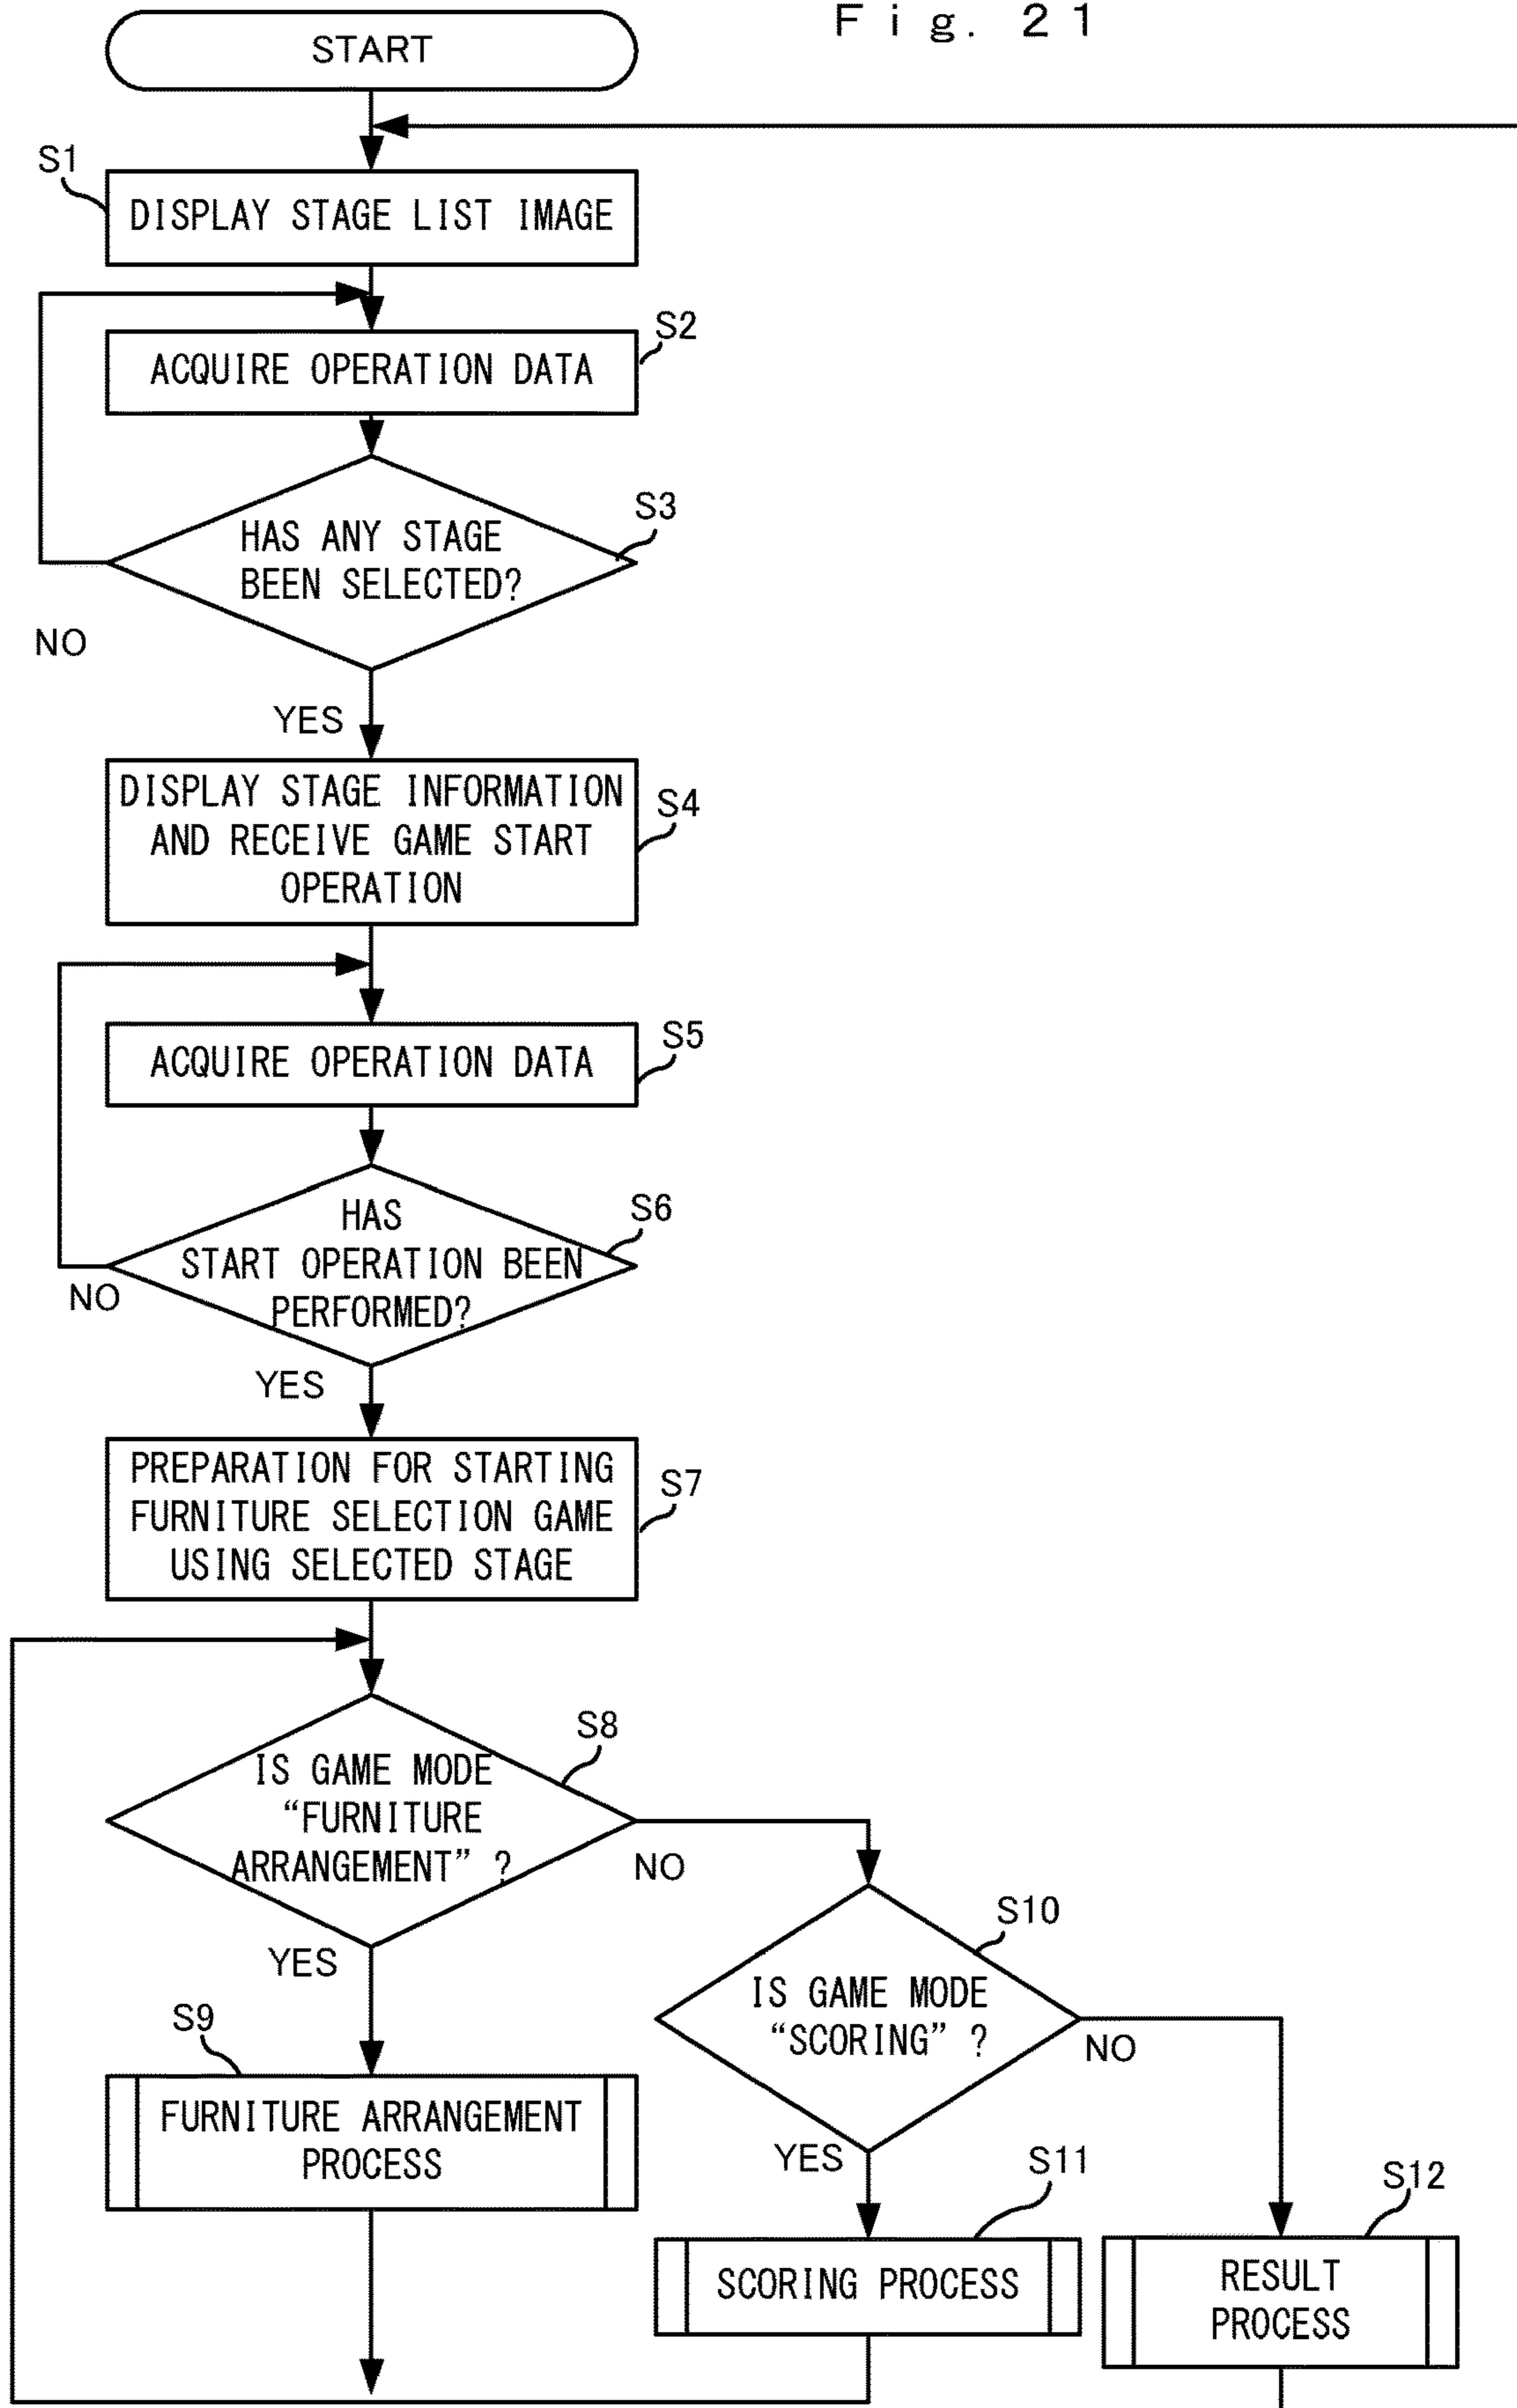 Fig. 21
START
S1
DISPLAY STAGE LIST IMAGE
S2
ACQUIRE OPERATION DATA
S3
HAS ANY STAGE
BEEN SELECTED?
NO
YES
DISPLAY STAGE INFORMATION
AND RECEIVE GAME START
OPERATION
S4
S5
ACQUIRE OPERATION DATA
S6
HAS
START OPERATION BEEN
PERFORMED?
NO
YES
PREPARATION FOR STARTING
FURNITURE SELECTION GAME
USING SELECTED STAGE
S7
S8
IS GAME MODE
“FURNITURE
ARRANGEMENT” ?
NO
YES
S10
IS GAME MODE
“SCORING” ?
NO
YES
S9
FURNITURE ARRANGEMENT
PROCESS
S11
SCORING PROCESS
S12
RESULT
PROCESS